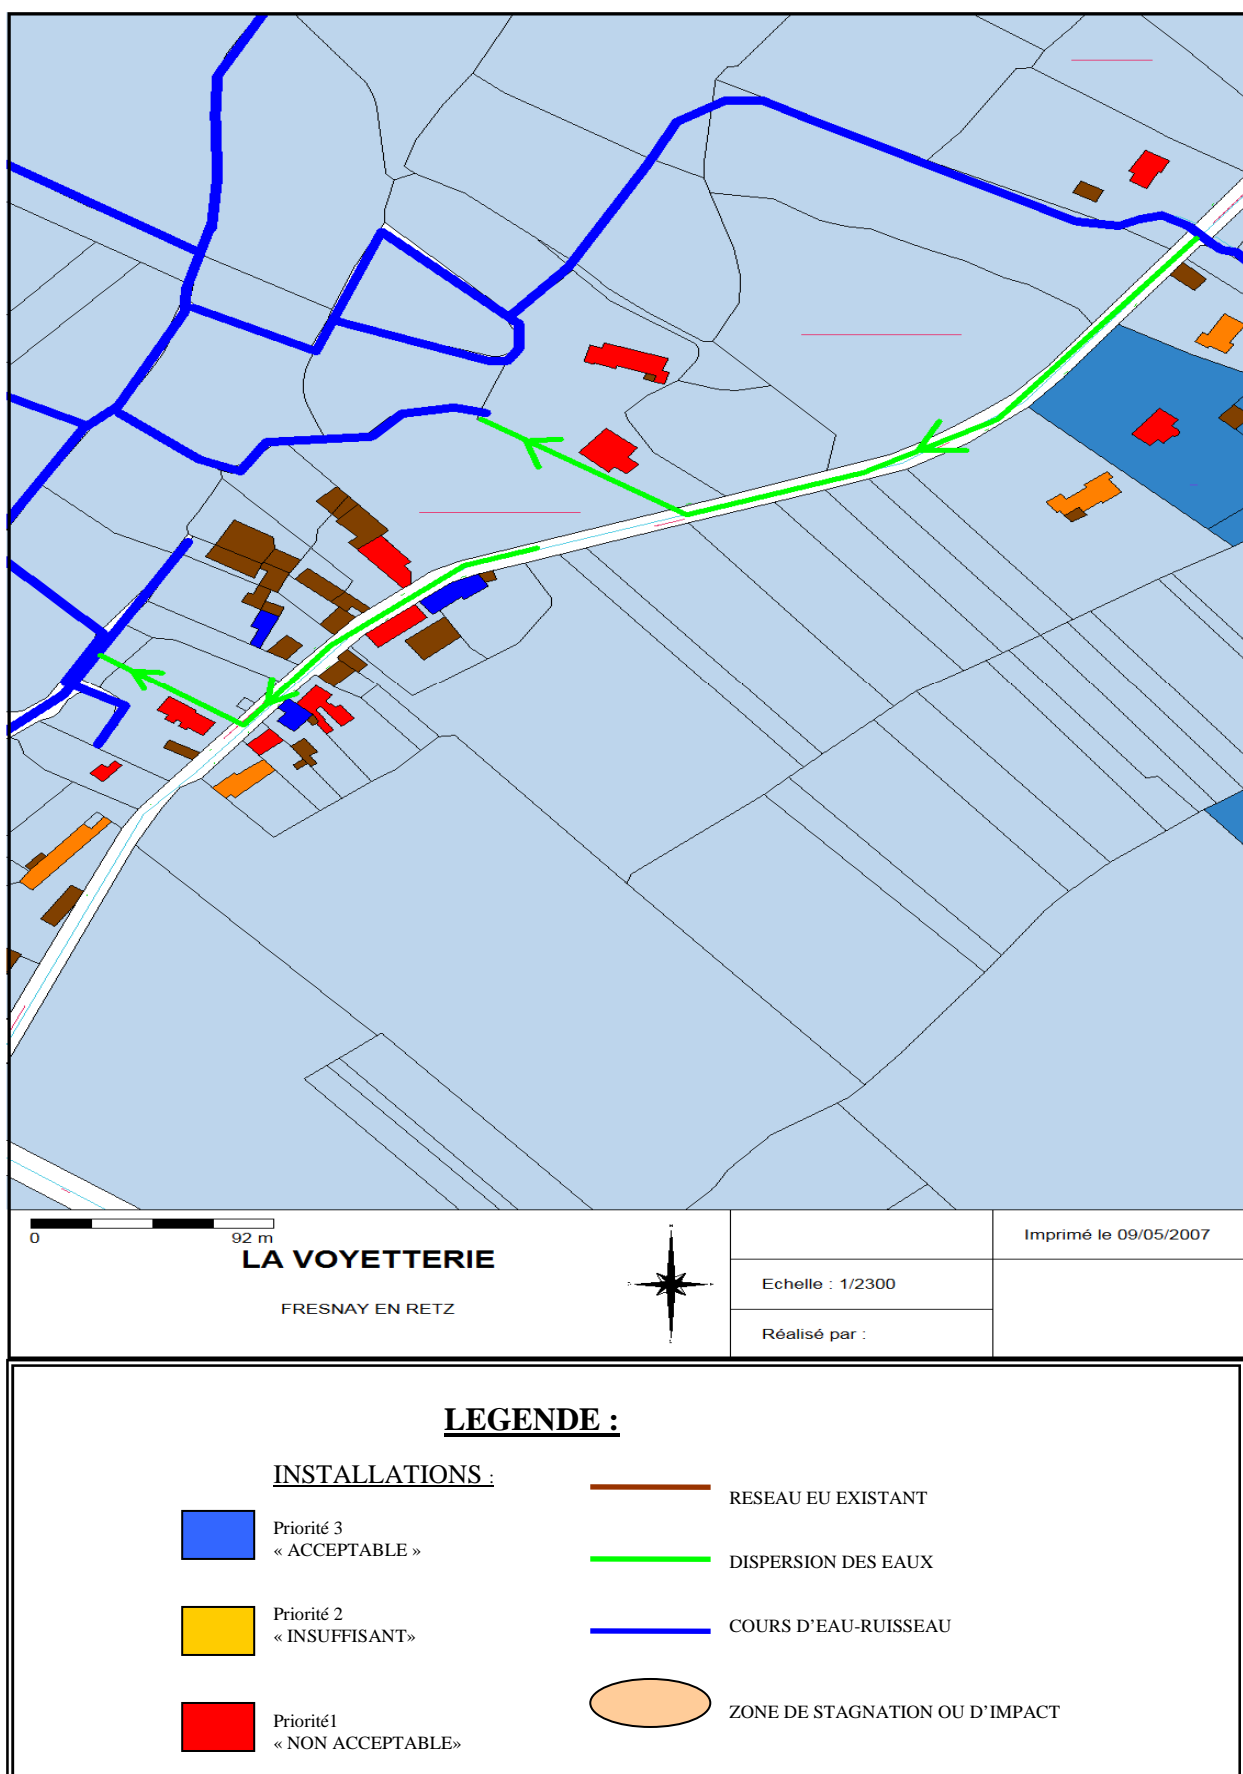 0
92 m
LA VOYETTERIE
FRESNAY EN RETZ
Imprimé le 09/05/2007
Echelle : 1/2300
Réalisé par :
LEGENDE :
INSTALLATIONS :
Priorité 3
« ACCEPTABLE »
Priorité 2
« INSUFFISANT»
Priorité1
« NON ACCEPTABLE»
RESEAU EU EXISTANT
DISPERSION DES EAUX
COURS D'EAU-RUISSEAU
ZONE DE STAGNATION OU D'IMPACT